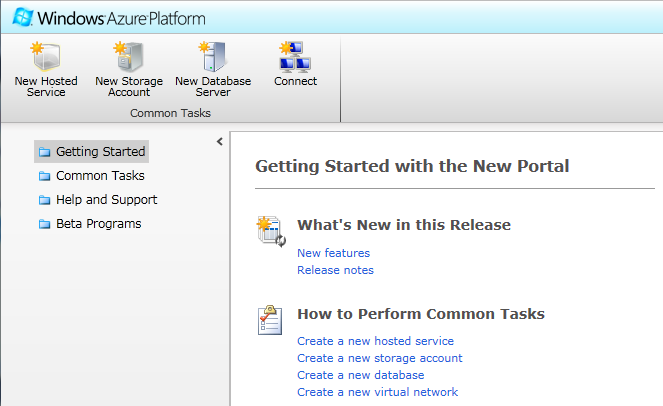 Windows Azure Platform
New Hosted
Service
New Storage
Account
New Database
Server
Connect
Common Tasks
Getting Started
Common Tasks
Help and Support
Beta Programs
Getting Started with the New Portal
What's New in this Release
New features
Release notes
How to Perform Common Tasks
Create a new hosted service
Create a new storage account
Create a new database
Create a new virtual network